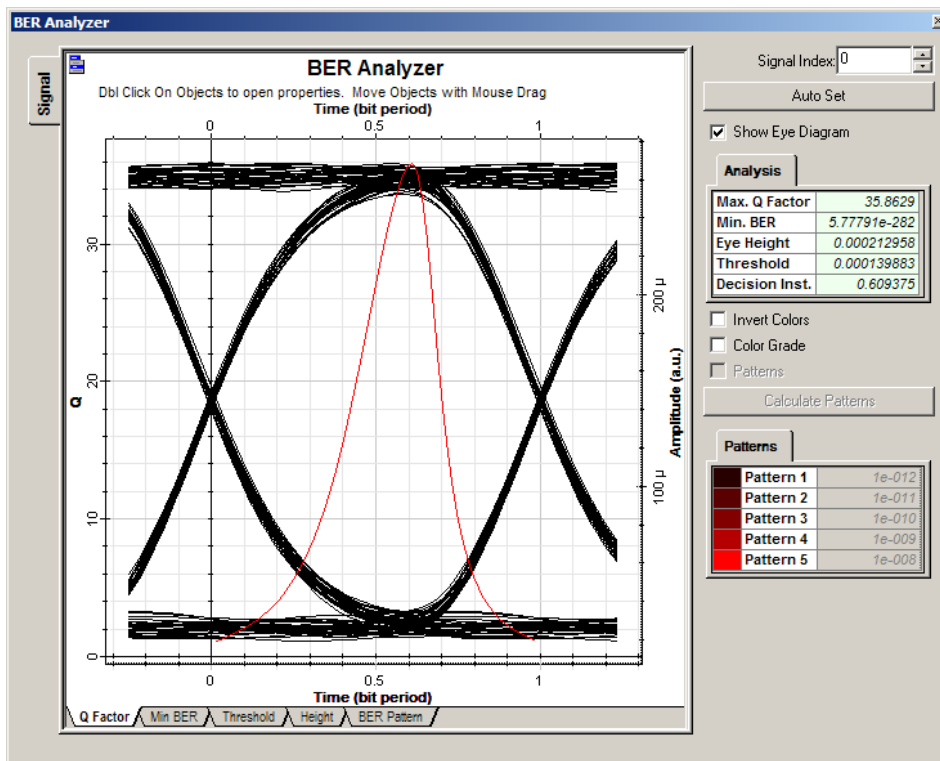 BER Analyzer
Signal
BER Analyzer
Dbl Click On Objects to open properties. Move Objects with Mouse Drag
Time (bit period)
0 0.5 1
Q
30
20
10
0
200 µ
100 µ
Amplitude (a.u.)
0 0.5 1
Time (bit period)
Q Factor Min BER Threshold Height BER Pattern
Signal Index: 0
Auto Set
Show Eye Diagram
Analysis
Max. Q Factor 35.8629
Min. BER 5.77791e-282
Eye Height 0.000212958
Threshold 0.000139883
Decision Inst. 0.609375
Invert Colors
Color Grade
Patterns
Calculate Patterns
Patterns
Pattern 1 1e-012
Pattern 2 1e-011
Pattern 3 1e-010
Pattern 4 1e-009
Pattern 5 1e-008